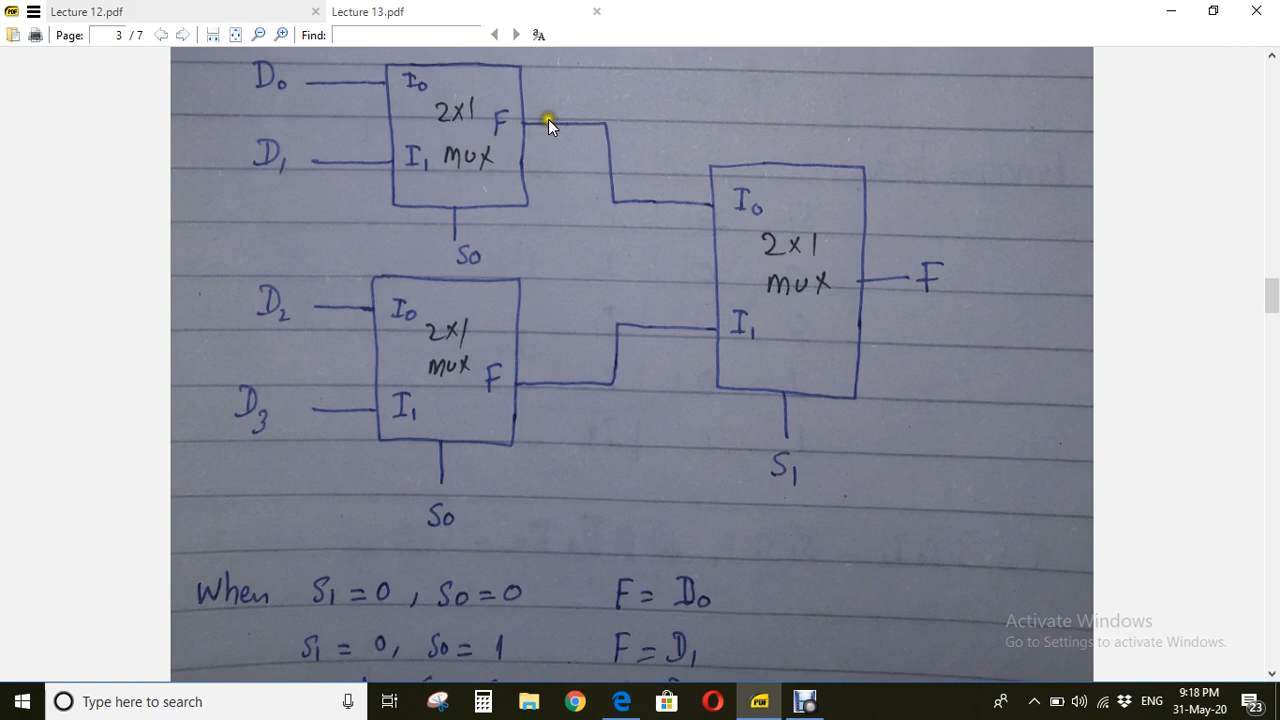 Lecture 12.pdf
Lecture 13.pdf
Page: 3 / 7 Find:
D₀ I₀
2x1
F
D₁ I₁ MUX
S0
I₀
2x1
MUX
F
I₁
S₁
D₂ I₀
2x1
MUX
F
D₃ I₁
S0
When S₁ = 0, S0 = 0 F = D₀
S₁ = 0, S0 = 1 F = D₁
Activate Windows
Go to Settings to activate Windows.
Type here to search
ENG
9:18 PM
31-May-20
23